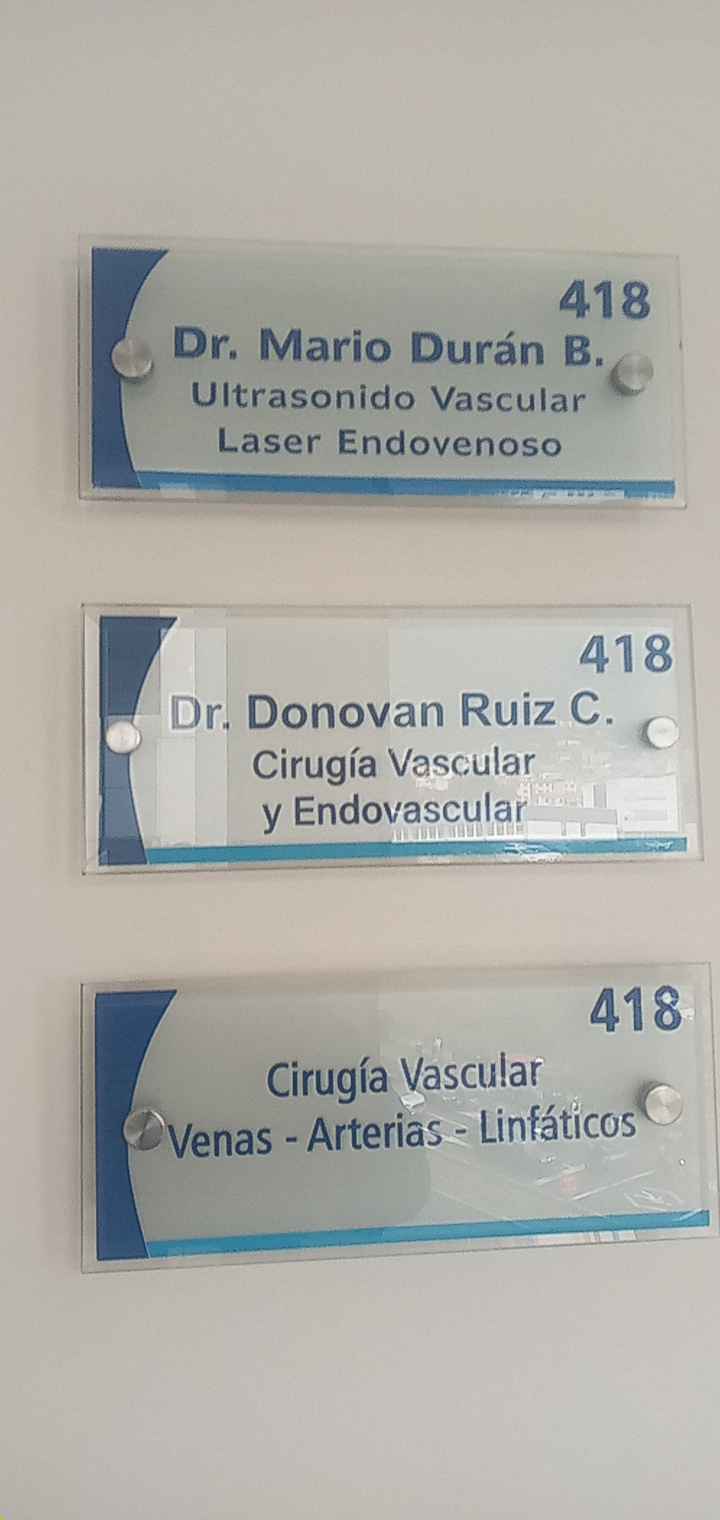 418
Dr. Mario Durán B.
Ultrasonido Vascular
Laser Endovenoso
418
Dr. Donovan Ruiz C.
Cirugía Vascular
y Endovascular
418
Cirugía Vascular
Venas - Arterias - Linfáticos